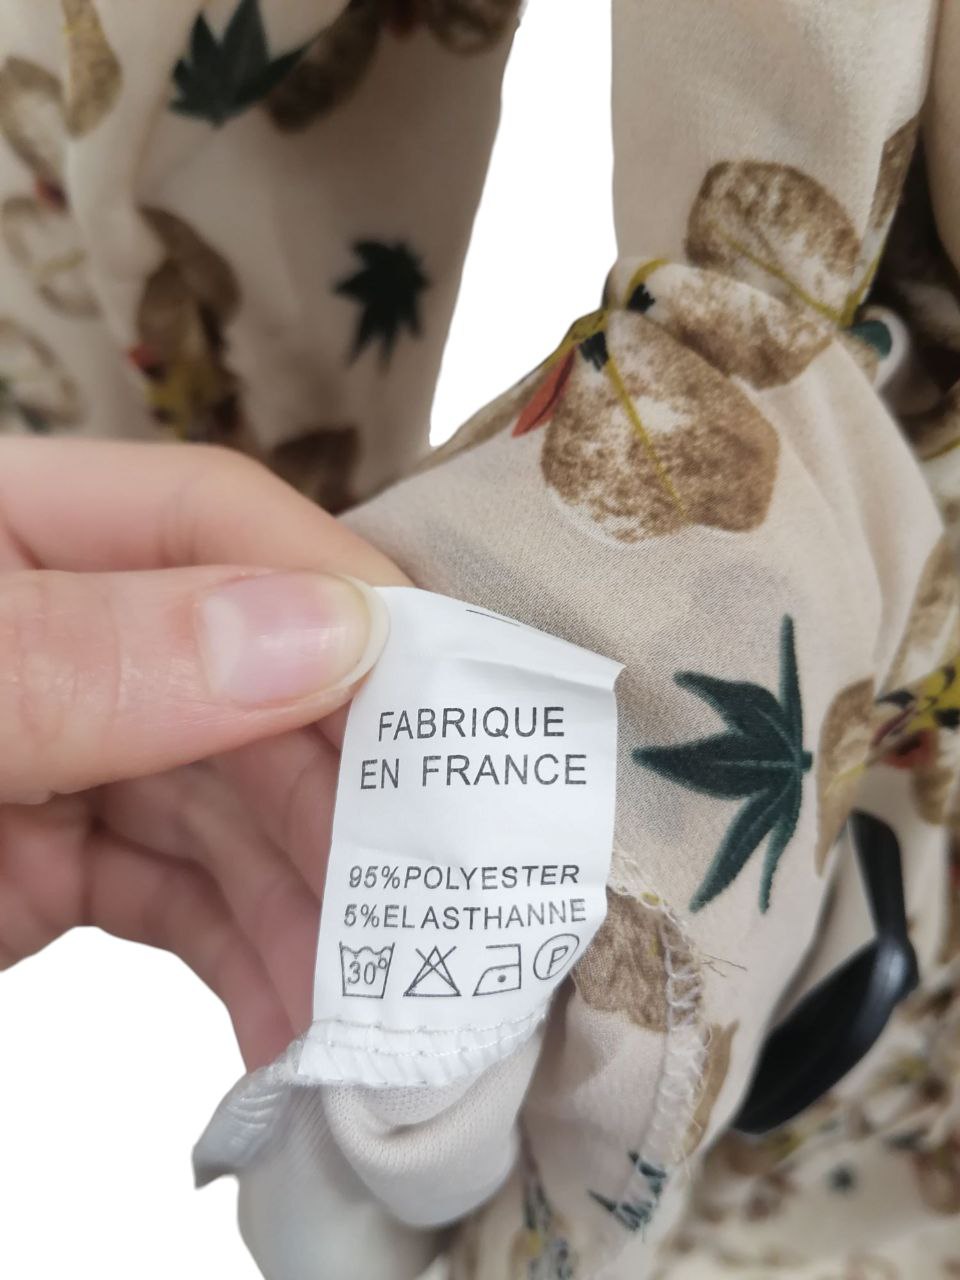 FABRIQUE
EN FRANCE
95%POLYESTER
5%ELASTHANNE
30° P